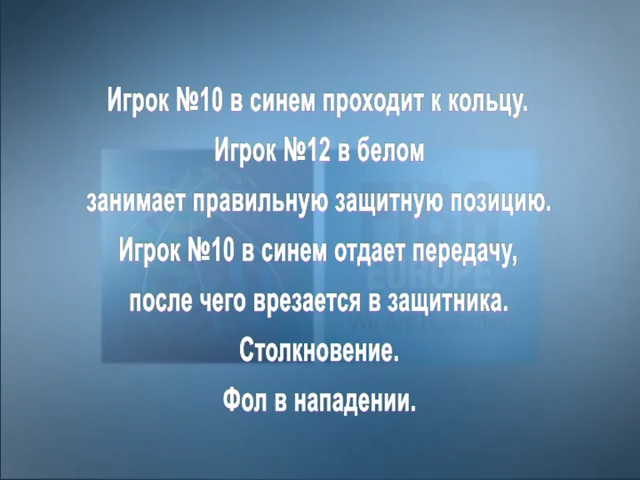 Игрок №10 в синем проходит к кольцу.
Игрок №12 в белом
занимает правильную защитную позицию.
Игрок №10 в синем отдает передачу,
после чего врезается в защитника.
Столкновение.
Фол в нападении.
EUROPE